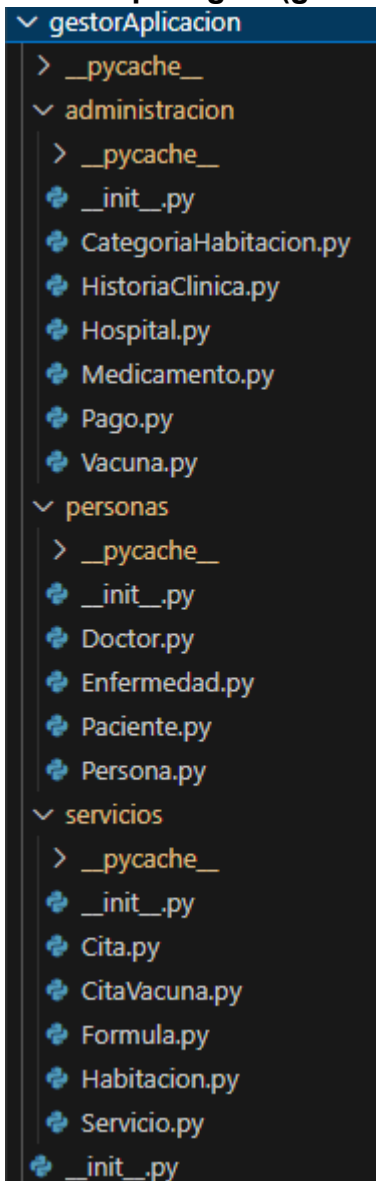 gestorAplicacion
__pycache__
administracion
__pycache__
__init__.py
CategoriaHabitacion.py
HistoriaClinica.py
Hospital.py
Medicamento.py
Pago.py
Vacuna.py
personas
__pycache__
__init__.py
Doctor.py
Enfermedad.py
Paciente.py
Persona.py
servicios
__pycache__
__init__.py
Cita.py
CitaVacuna.py
Formula.py
Habitacion.py
Servicio.py
__init__.py